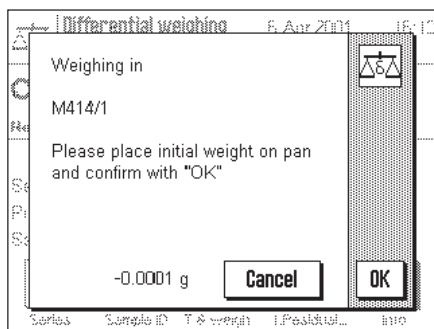 Differential weighing 6 Apr 2001
Weighing in
M414/1
Please place initial weight on pan
and confirm with "OK"
-0.0001 g
Cancel
OK
Series Sample ID T & weigh Info